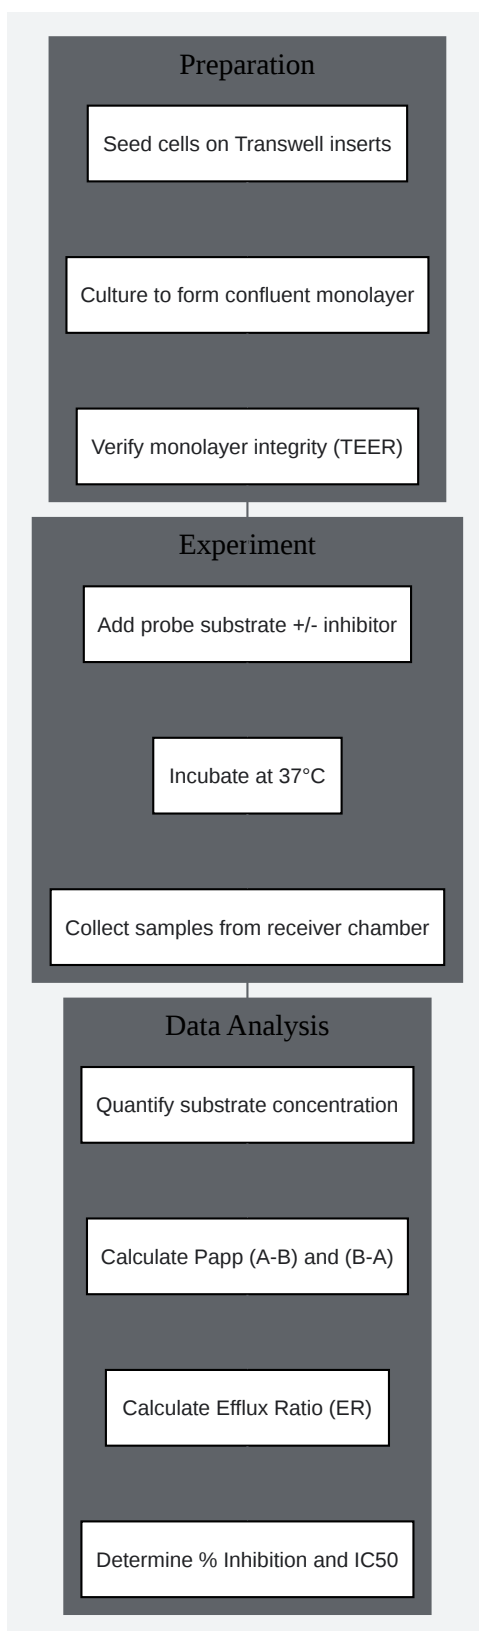 Preparation
Seed cells on Transwell inserts
Culture to form confluent monolayer
Verify monolayer integrity (TEER)
Experiment
Add probe substrate +/- inhibitor
Incubate at 37°C
Collect samples from receiver chamber
Data Analysis
Quantify substrate concentration
Calculate Papp (A-B) and (B-A)
Calculate Efflux Ratio (ER)
Determine % Inhibition and IC50